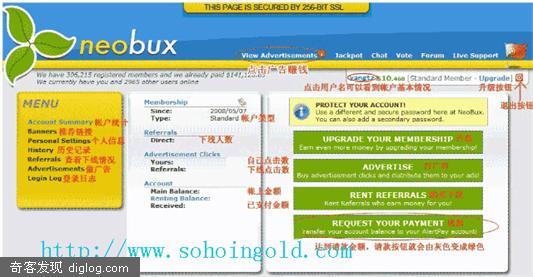 THIS PAGE IS SECURED BY 256-BIT SSL
neobux
View Advertisements Jackpot Chat Vote Forum Live Support
点击广告赚钱
We have 306,215 registered members and we already paid $141,
We currently have and 2965 other users online
$10.468 [Standard Member - Upgrade]
点击用户名可以看到帐户基本情况 升级按钮
退出按钮
MENU
Account Summary 帐户统计
Banners 推荐链接
Personal Settings 个人信息
History 历史记录
Referrals 查看下线情况
Advertisements 做广告
Login Log 登录日志
Membership
Since: 2008/05/07
Type: Standard 帐户类型
Referrals
Direct: 下线人数
Advertisement Clicks
Yours: 自己点击数
Referrals: 下线点击数
Account
Main Balance: 帐上金额
Renting Balance:
Received: 已支付金额
PROTECT YOUR ACCOUNT!
Use a different and secure password here at NeoBux.
You can also add a secondary password.
UPGRADE YOUR MEMBERSHIP
Earn even more money by upgrading your membership!
ADVERTISE
Buy advertisement clicks and distribute them to your ads!
RENT REFERRALS
Rent referrals and earn even more money!
REQUEST YOUR PAYMENT
Transfer your account balance to your AlertPay account!
达到请款金额,请款按钮就会由灰色变成绿色
http://www.sohoingold.com
奇客发现 diglog.com